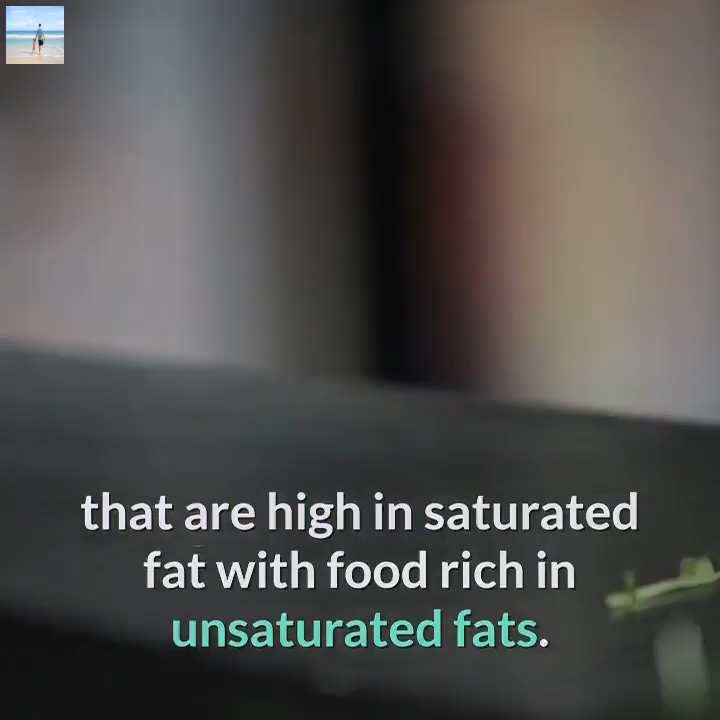 that are high in saturated
fat with food rich in
unsaturated fats.